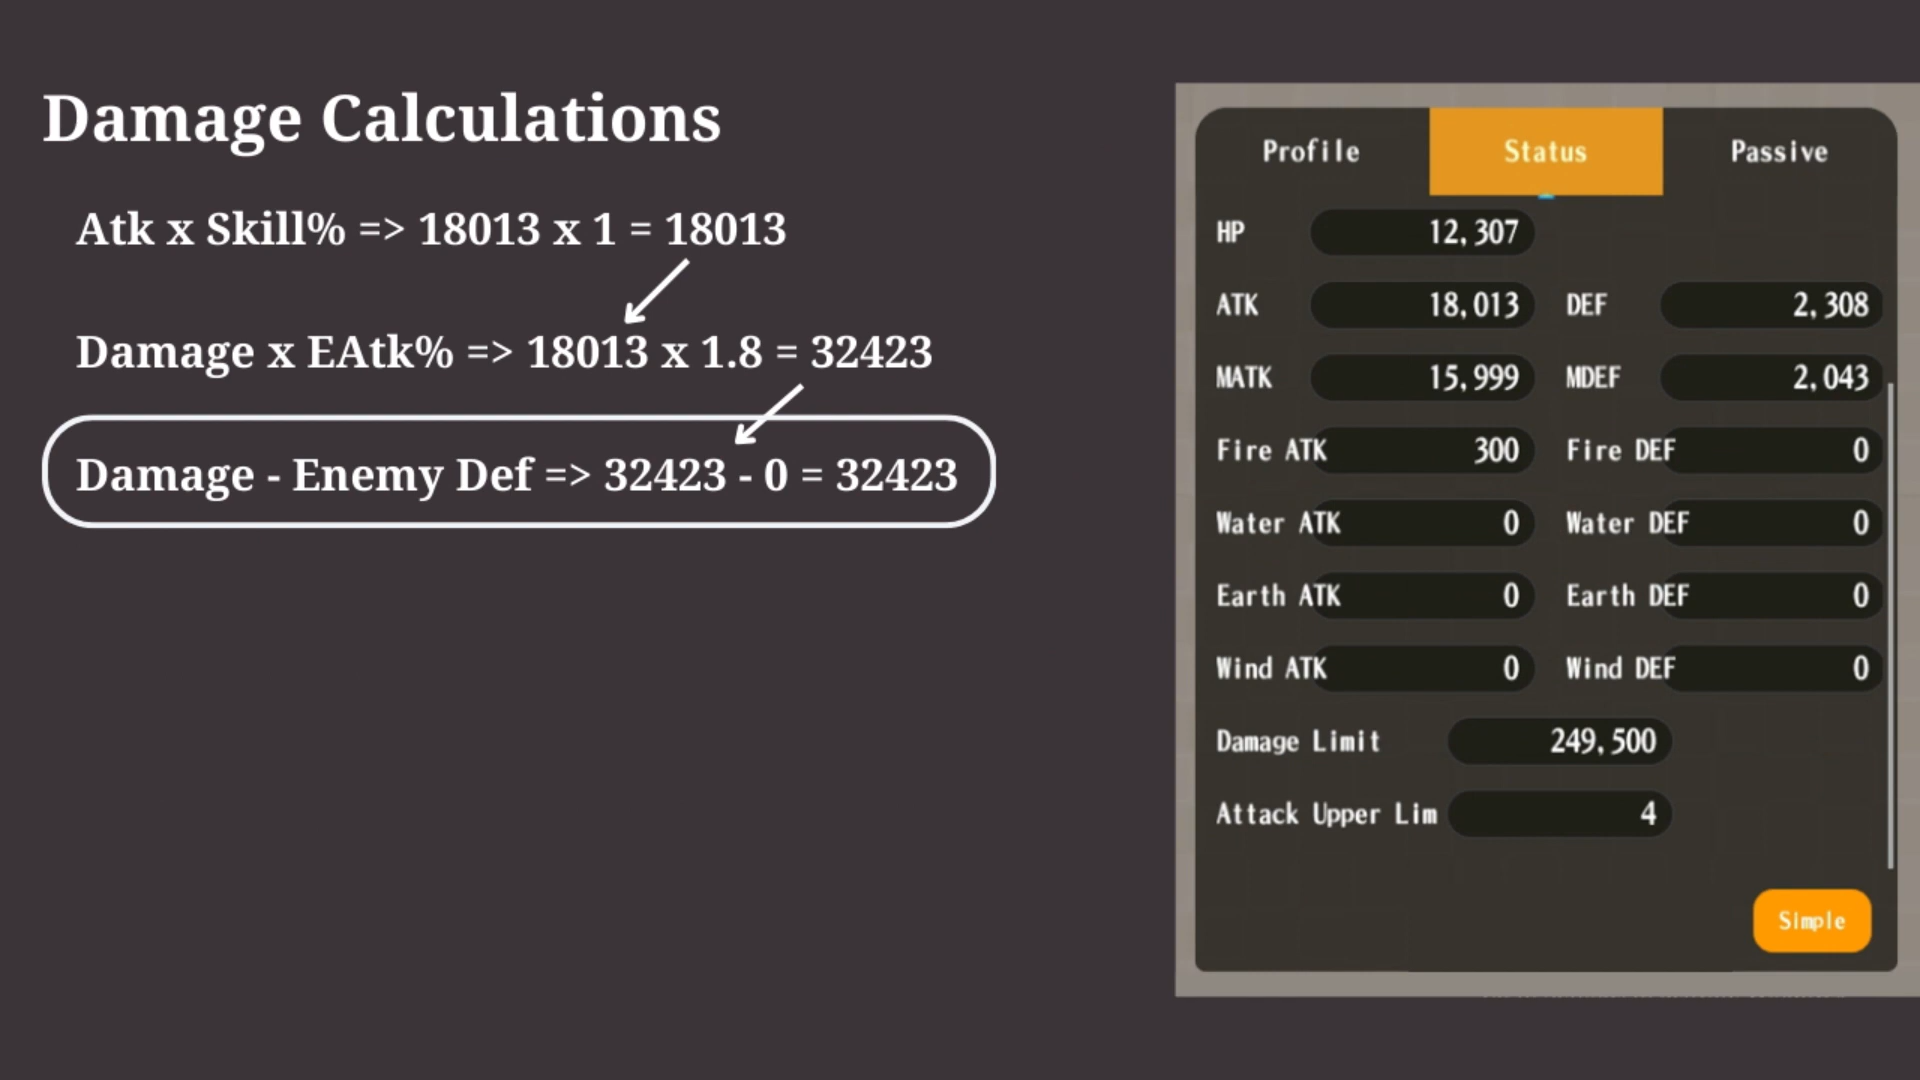 Damage Calculations
Atk x Skill% => 18013 x 1 = 18013
Damage x EAtk% => 18013 x 1.8 = 32423
Damage - Enemy Def => 32423 - 0 = 32423
Profile Status Passive
HP 12,307
ATK 18,013 DEF 2,308
MATK 15,999 MDEF 2,043
Fire ATK 300 Fire DEF 0
Water ATK 0 Water DEF 0
Earth ATK 0 Earth DEF 0
Wind ATK 0 Wind DEF 0
Damage Limit 249,500
Attack Upper Lim 4
Simple